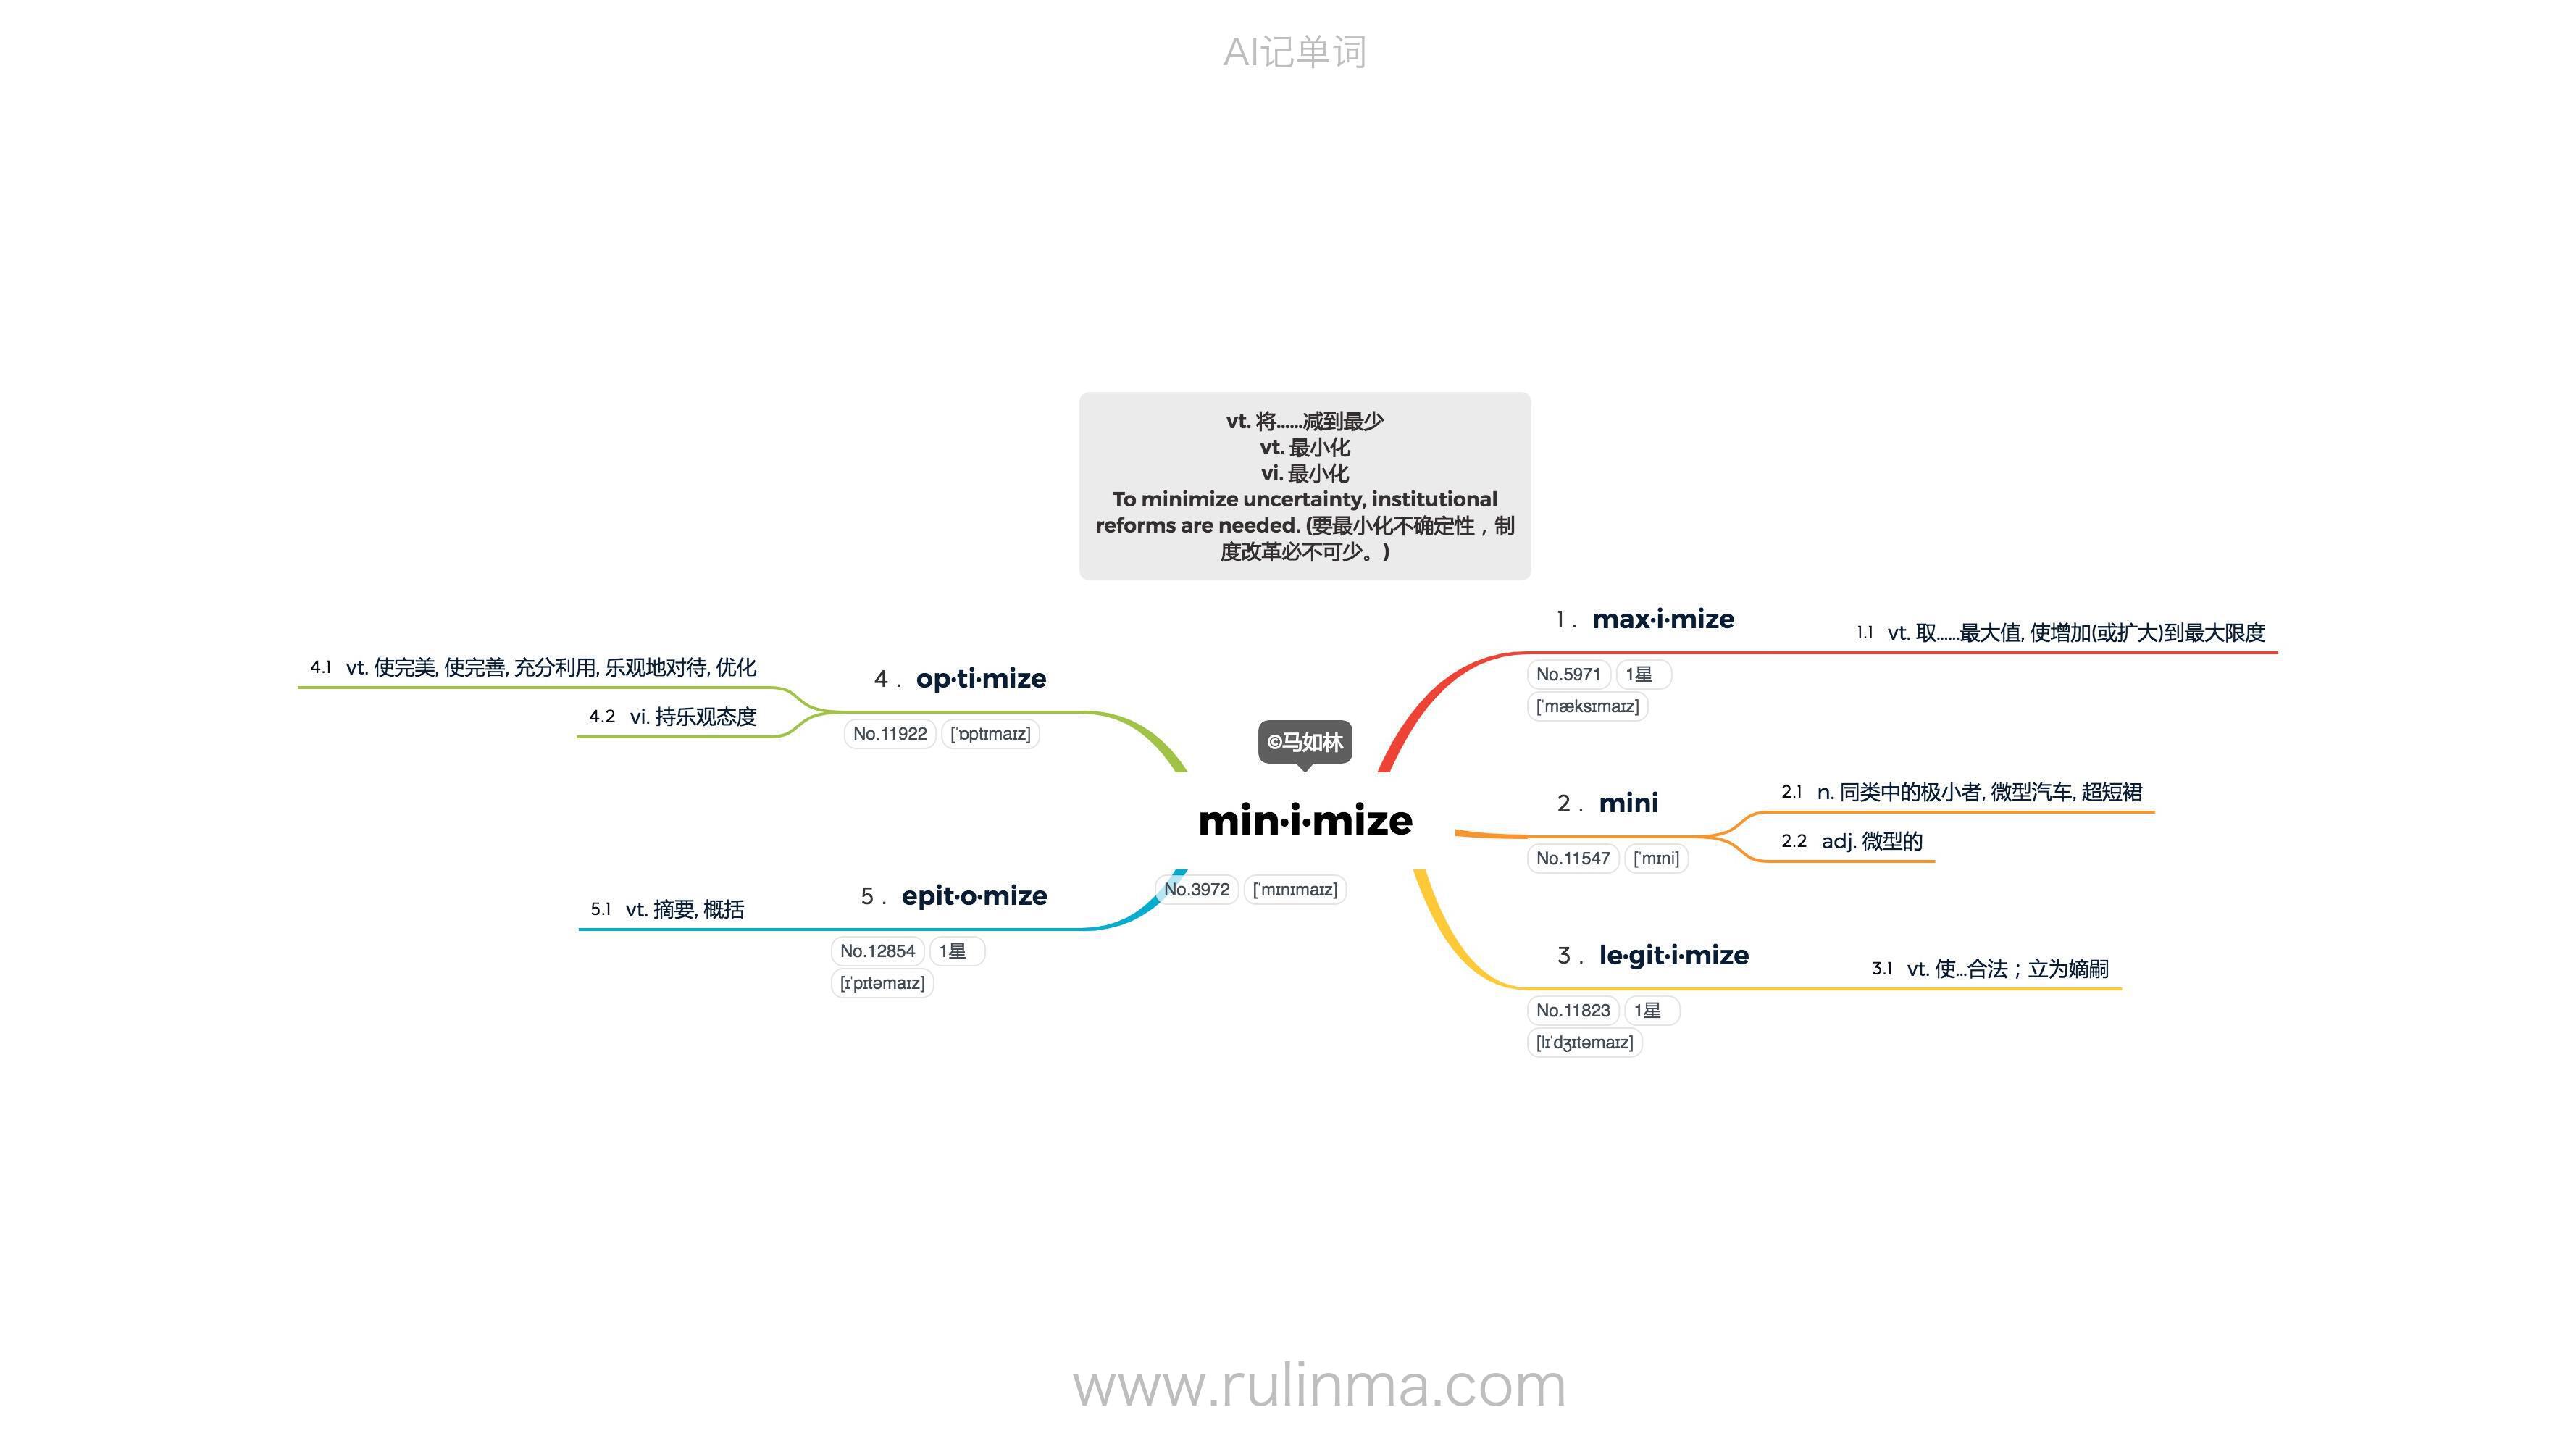 AI记单词
vt. 将......减到最少
vt. 最小化
vi. 最小化
To minimize uncertainty, institutional
reforms are needed. (要最小化不确定性，制
度改革必不可少。)
©马如林
min·i·mize
No.3972 [ˈmɪnɪmaɪz]
1. max·i·mize
No.5971 1星
[ˈmæksɪmaɪz]
1.1 vt. 取......最大值, 使增加(或扩大)到最大限度
2. mini
No.11547 [ˈmɪni]
2.1 n. 同类中的极小者, 微型汽车, 超短裙
2.2 adj. 微型的
3. le·git·i·mize
No.11823 1星
[lɪˈdʒɪtəmaɪz]
3.1 vt. 使...合法；立为嫡嗣
4. op·ti·mize
No.11922 [ˈɒptɪmaɪz]
4.1 vt. 使完美, 使完善, 充分利用, 乐观地对待, 优化
4.2 vi. 持乐观态度
5. epit·o·mize
No.12854 1星
[ɪˈpɪtəmaɪz]
5.1 vt. 摘要, 概括
www.rulinma.com